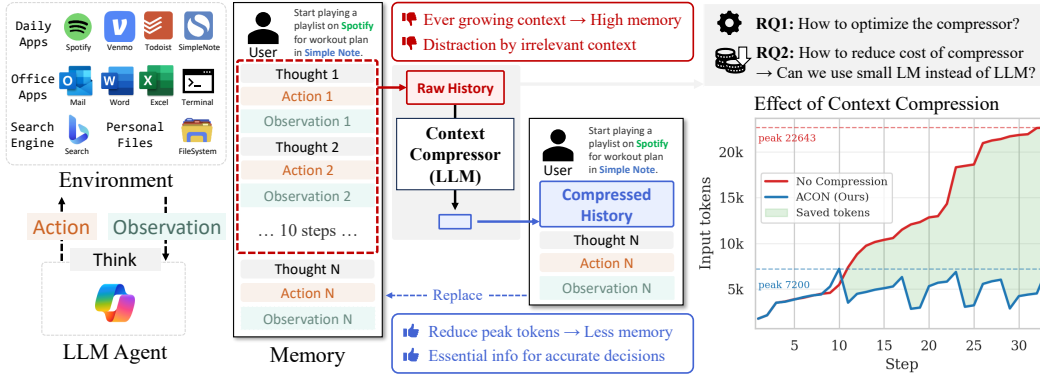 Daily
Apps
Spotify
Venmo
Todoist
SimpleNote
Office
Apps
Mail
Word
Excel
Terminal
Search
Engine
Personal
Files
Search
FileSystem
Environment
Action
Observation
Think
LLM Agent
User
Start playing a
playlist on Spotify
for workout plan
in Simple Note.
Thought 1
Action 1
Observation 1
Thought 2
Action 2
Observation 2
… 10 steps …
Thought N
Action N
Observation N
Memory
Ever growing context → High memory
Distraction by irrelevant context
Raw History
Context
Compressor
(LLM)
User
Start playing a
playlist on Spotify
for workout plan
in Simple Note.
Compressed
History
Thought N
Action N
Observation N
Replace
Reduce peak tokens → Less memory
Essential info for accurate decisions
RQ1: How to optimize the compressor?
RQ2: How to reduce cost of compressor
→ Can we use small LM instead of LLM?
Effect of Context Compression
peak 22643
No Compression
ACON (Ours)
Saved tokens
peak 7200
Input tokens
20k
15k
10k
5k
5
10
15
20
25
30
Step